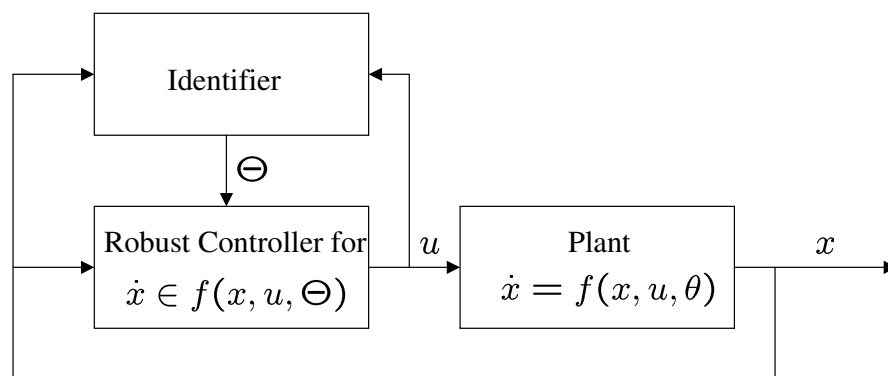 Identifier
Θ
Robust Controller for
ẋ ∈ f(x, u, Θ)
u
Plant
ẋ = f(x, u, θ)
x